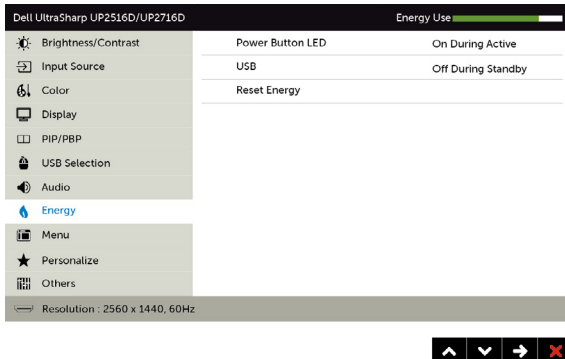 Dell UltraSharp UP2516D/UP2716D Energy Use
Brightness/Contrast Power Button LED On During Active
Input Source USB Off During Standby
Color Reset Energy
Display
PIP/PBP
USB Selection
Audio
Energy
Menu
Personalize
Others
Resolution : 2560 x 1440, 60Hz